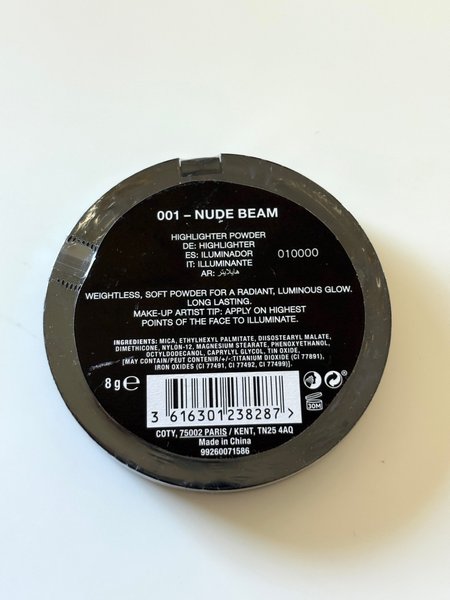 001 – NUDE BEAM
HIGHLIGHTER POWDER
DE: HIGHLIGHTER
ES: ILUMINADOR
010000
IT: ILLUMINANTE
AR: هايلايتر
WEIGHTLESS, SOFT POWDER FOR A RADIANT, LUMINOUS GLOW.
LONG LASTING.
MAKE-UP ARTIST TIP: APPLY ON HIGHEST
POINTS OF THE FACE TO ILLUMINATE.
INGREDIENTS: MICA, ETHYLHEXYL PALMITATE, DIISOSTEARYL MALATE,
DIMETHICONE, NYLON-12, MAGNESIUM STEARATE, PHENOXYETHANOL,
OCTYLDODECANOL, CAPRYLYL GLYCOL, TIN OXIDE,
[MAY CONTAIN/PEUT CONTENIR/+/-:TITANIUM DIOXIDE (CI 77891),
IRON OXIDES (CI 77491, CI 77492, CI 77499)].
8 g e
30M
3 616301 238287 >
COTY, 75002 PARIS / KENT, TN25 4AQ
Made in China
99260071586